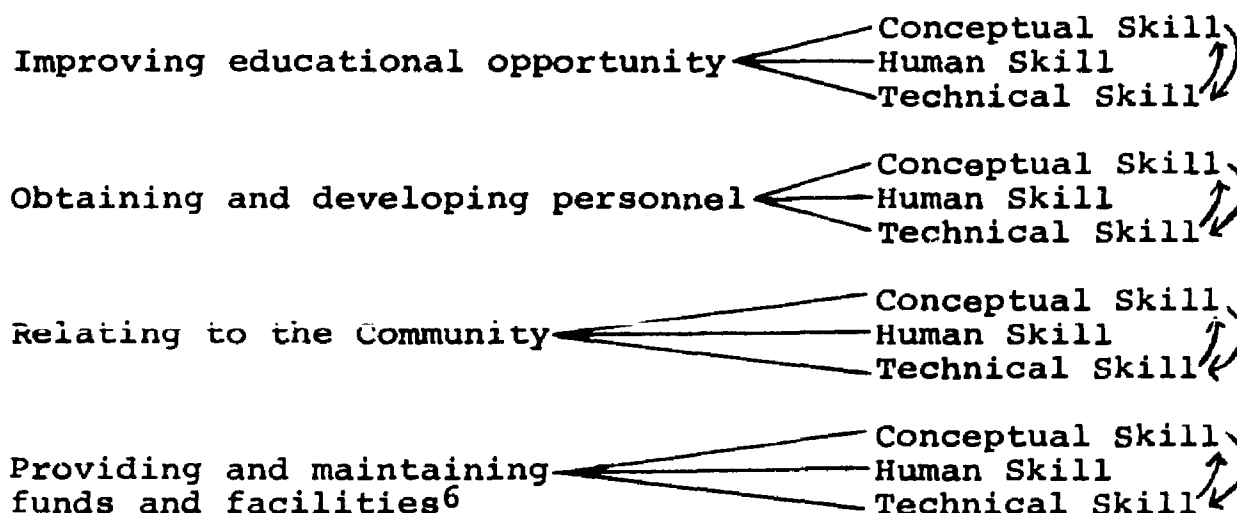 Conceptual Skill
Improving educational opportunity Human Skill
Technical Skill
Conceptual Skill
Obtaining and developing personnel Human Skill
Technical Skill
Conceptual Skill
Relating to the Community Human Skill
Technical Skill
Conceptual Skill
Providing and maintaining Human Skill
funds and facilities6 Technical Skill